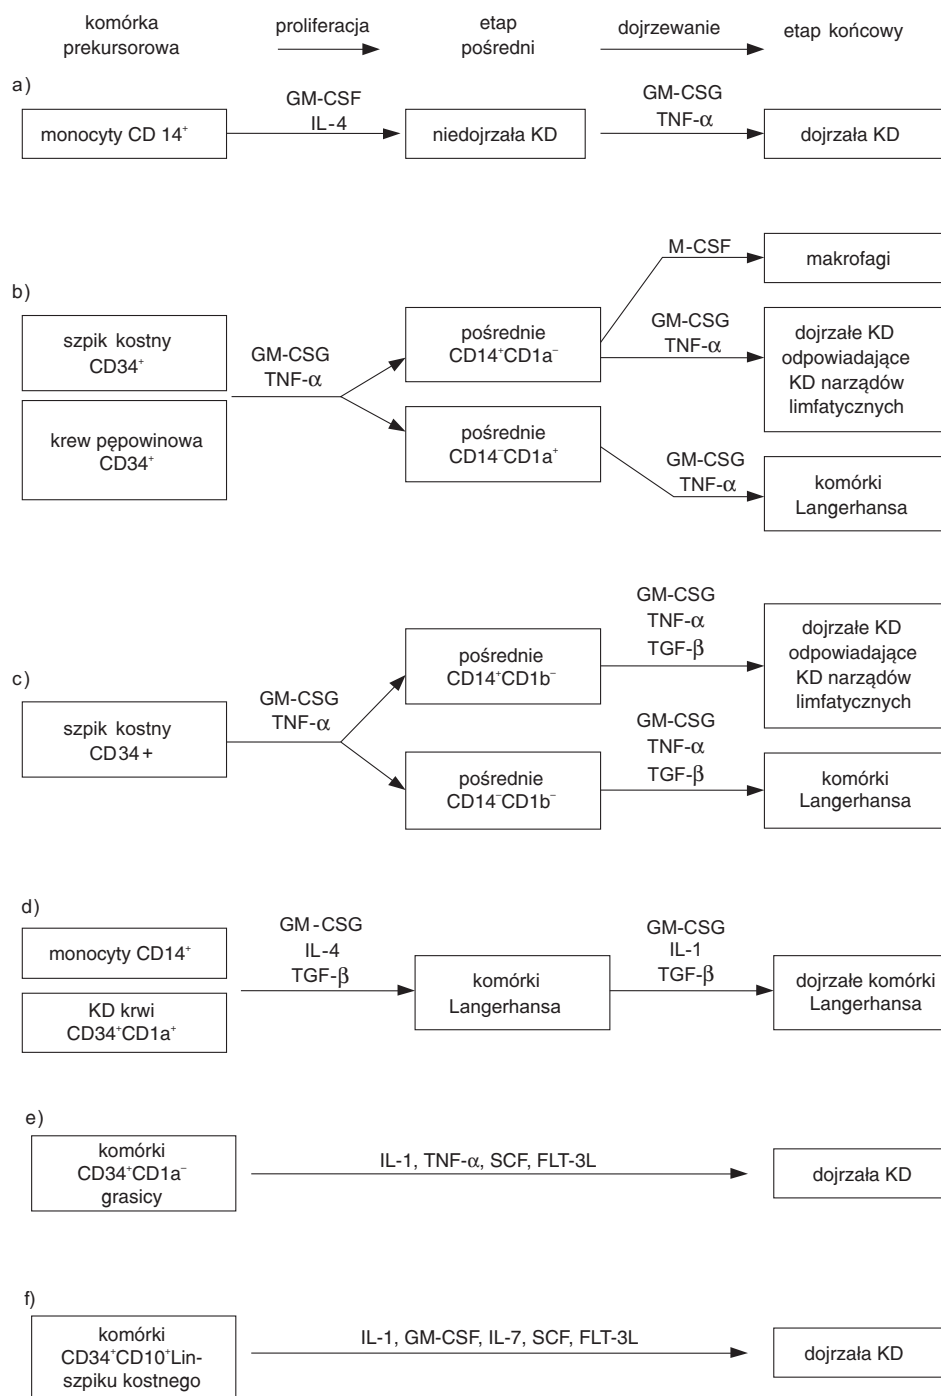 komórka
prekursorowa
proliferacja
etap
pośredni
dojrzewanie
etap końcowy
a)
monocyty CD 14⁺
GM-CSF
IL-4
niedojrzała KD
GM-CSG
TNF-α
dojrzała KD
b)
szpik kostny
CD34⁺
krew pępowinowa
CD34⁺
GM-CSG
TNF-α
pośrednie
CD14⁺CD1a⁻
pośrednie
CD14⁻CD1a⁺
M-CSF
GM-CSG
TNF-α
GM-CSG
TNF-α
makrofagi
dojrzałe KD
odpowiadające
KD narządów
limfatycznych
komórki
Langerhansa
c)
szpik kostny
CD34+
GM-CSG
TNF-α
pośrednie
CD14⁺CD1b⁻
pośrednie
CD14⁻CD1b⁻
GM-CSG
TNF-α
TGF-β
GM-CSG
TNF-α
TGF-β
dojrzałe KD
odpowiadające
KD narządów
limfatycznych
komórki
Langerhansa
d)
monocyty CD14⁺
KD krwi
CD34⁺CD1a⁺
GM-CSG
IL-4
TGF-β
komórki
Langerhansa
GM-CSG
IL-1
TGF-β
dojrzałe komórki
Langerhansa
e)
komórki
CD34⁺CD1a⁻
grasicy
IL-1, TNF-α, SCF, FLT-3L
dojrzała KD
f)
komórki
CD34⁺CD10⁺Lin-
szpiku kostnego
IL-1, GM-CSF, IL-7, SCF, FLT-3L
dojrzała KD